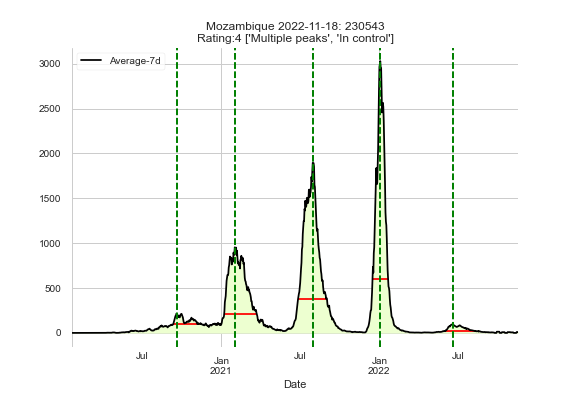 Mozambique 2022-11-18: 230543
Rating:4 ['Multiple peaks', 'In control']
Average-7d
3000
2500
2000
1500
1000
500
0
Jul
Jan
2021
Jul
Jan
2022
Jul
Date